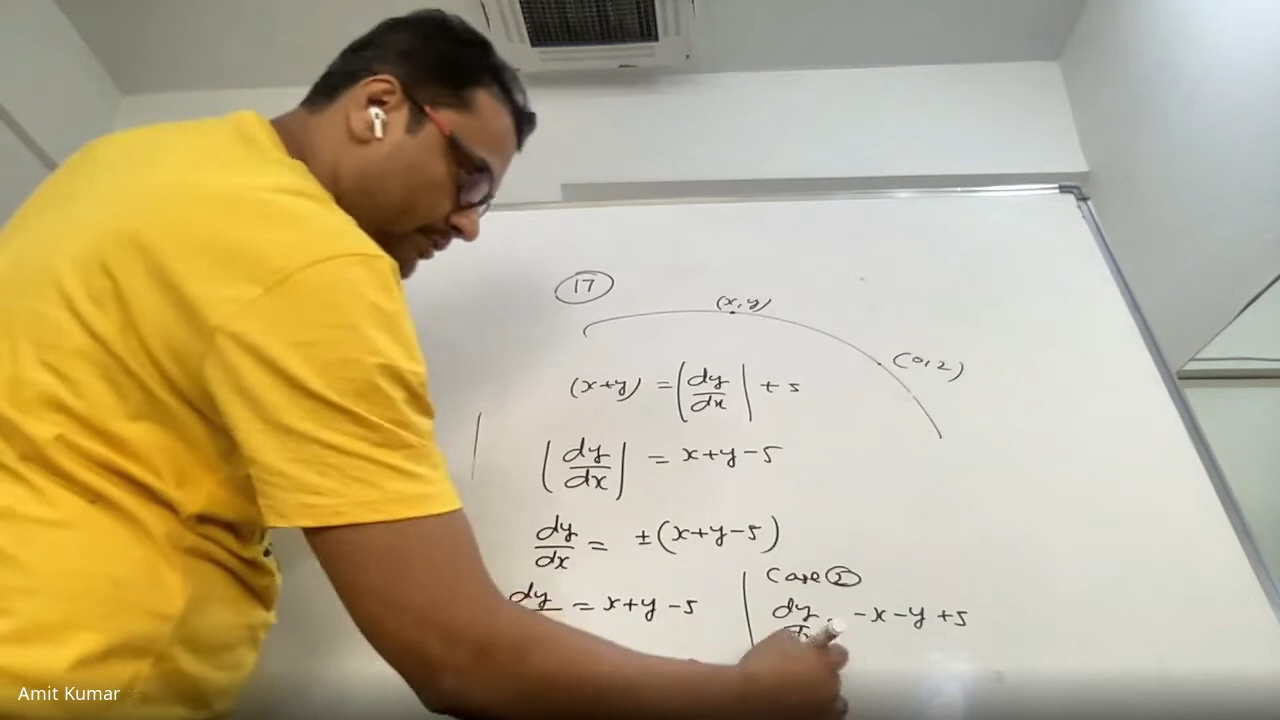 17
(x,y)
(0,2)
(x+y) = |dy/dx| + 5
|dy/dx| = x+y-5
dy/dx = ±(x+y-5)
Case 2
dy = x+y-5
dy/dx = -x-y+5
Amit Kumar